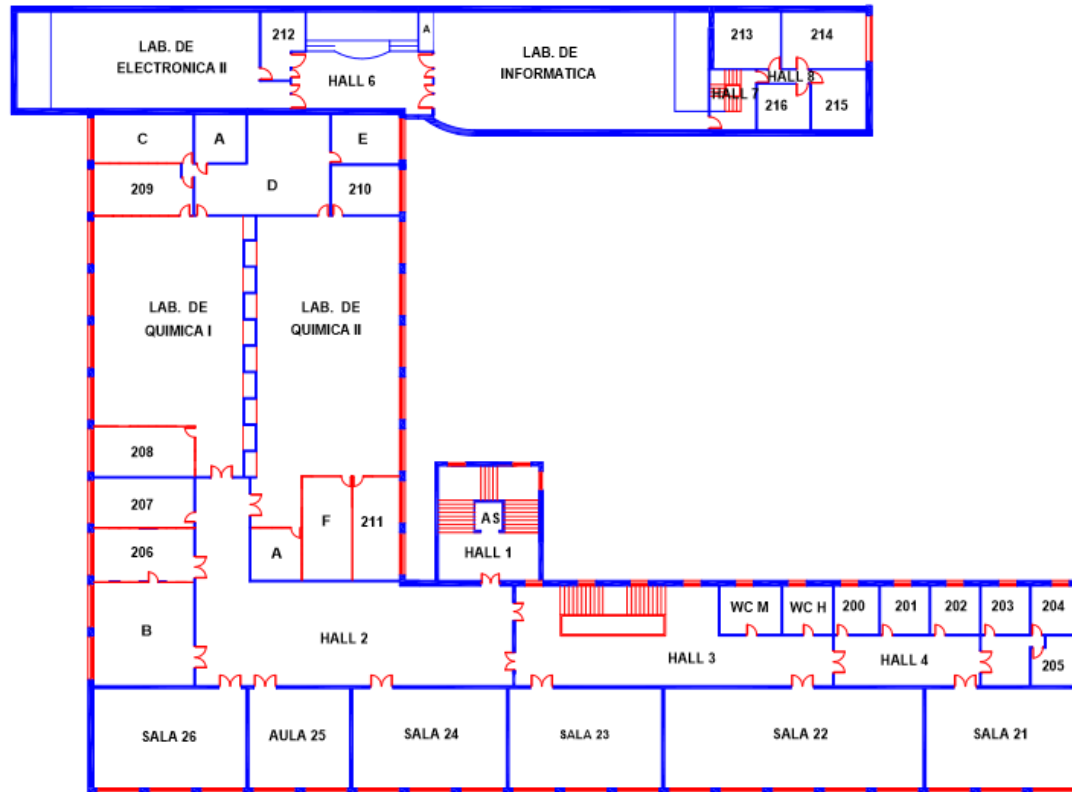 212
A
213
214
LAB. DE
ELECTRONICA II
LAB. DE
INFORMATICA
HALL 6
HALL 8
HALL 7
216
215
C
A
E
209
D
210
LAB. DE
QUIMICA I
LAB. DE
QUIMICA II
208
207
F
211
AS
206
A
HALL 1
B
WC M
WC H
200
201
202
203
204
HALL 2
HALL 3
HALL 4
205
SALA 26
AULA 25
SALA 24
SALA 23
SALA 22
SALA 21